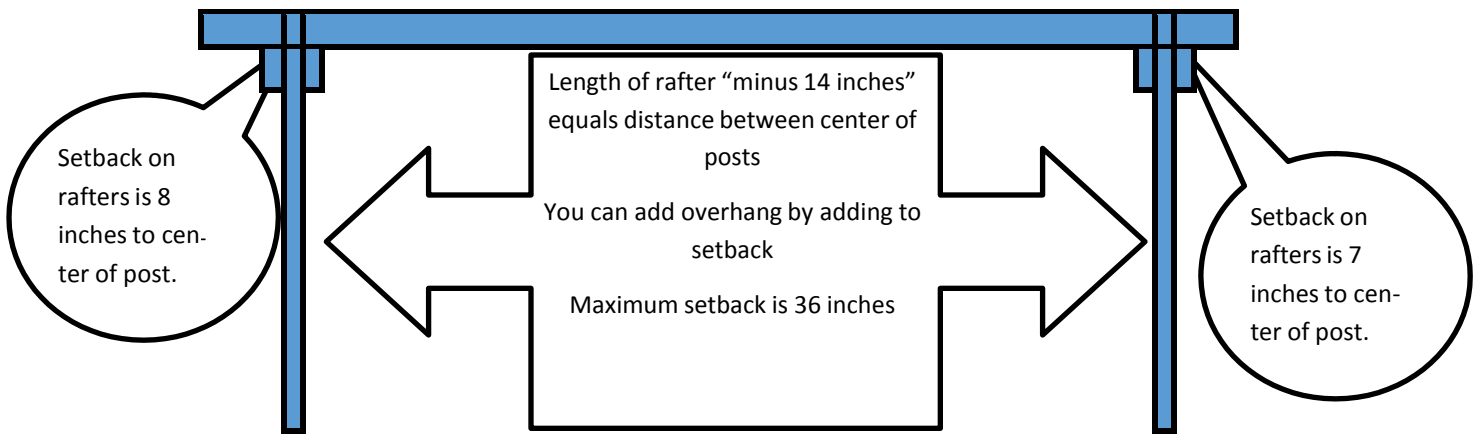 Length of rafter “minus 14 inches”
equals distance between center of
posts
You can add overhang by adding to
setback
Maximum setback is 36 inches
Setback on
rafters is 8
inches to cen-
ter of post.
Setback on
rafters is 7
inches to cen-
ter of post.